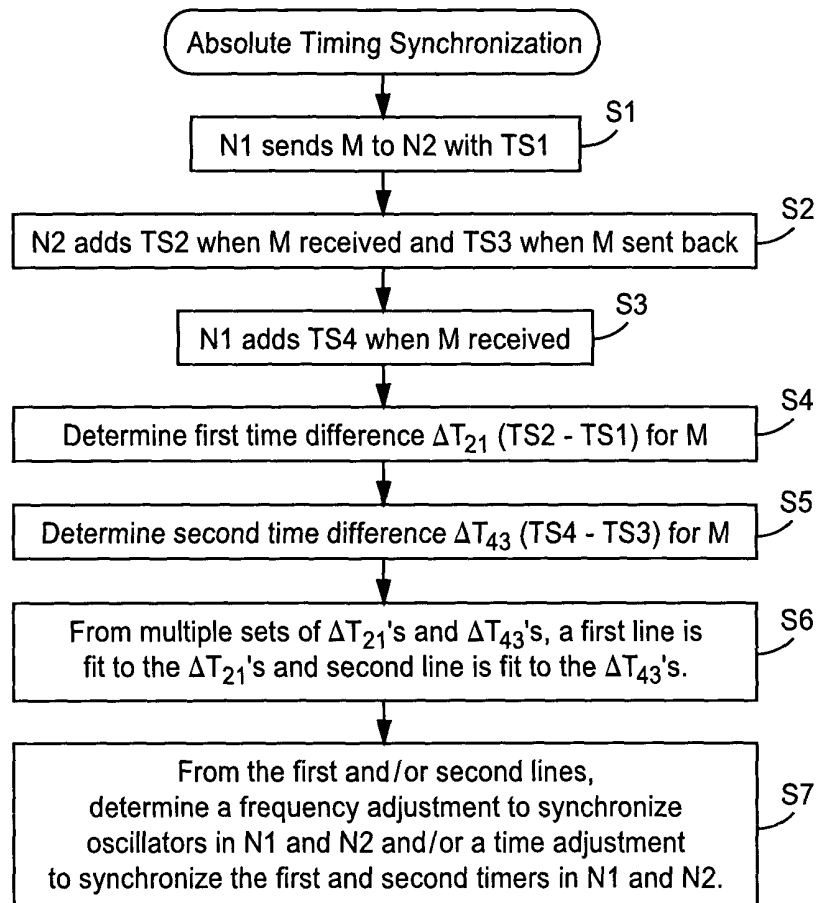 Absolute Timing Synchronization
S1
N1 sends M to N2 with TS1
S2
N2 adds TS2 when M received and TS3 when M sent back
S3
N1 adds TS4 when M received
S4
Determine first time difference ΔT21 (TS2 - TS1) for M
S5
Determine second time difference ΔT43 (TS4 - TS3) for M
S6
From multiple sets of ΔT21's and ΔT43's, a first line is
fit to the ΔT21's and second line is fit to the ΔT43's.
S7
From the first and/or second lines,
determine a frequency adjustment to synchronize
oscillators in N1 and N2 and/or a time adjustment
to synchronize the first and second timers in N1 and N2.